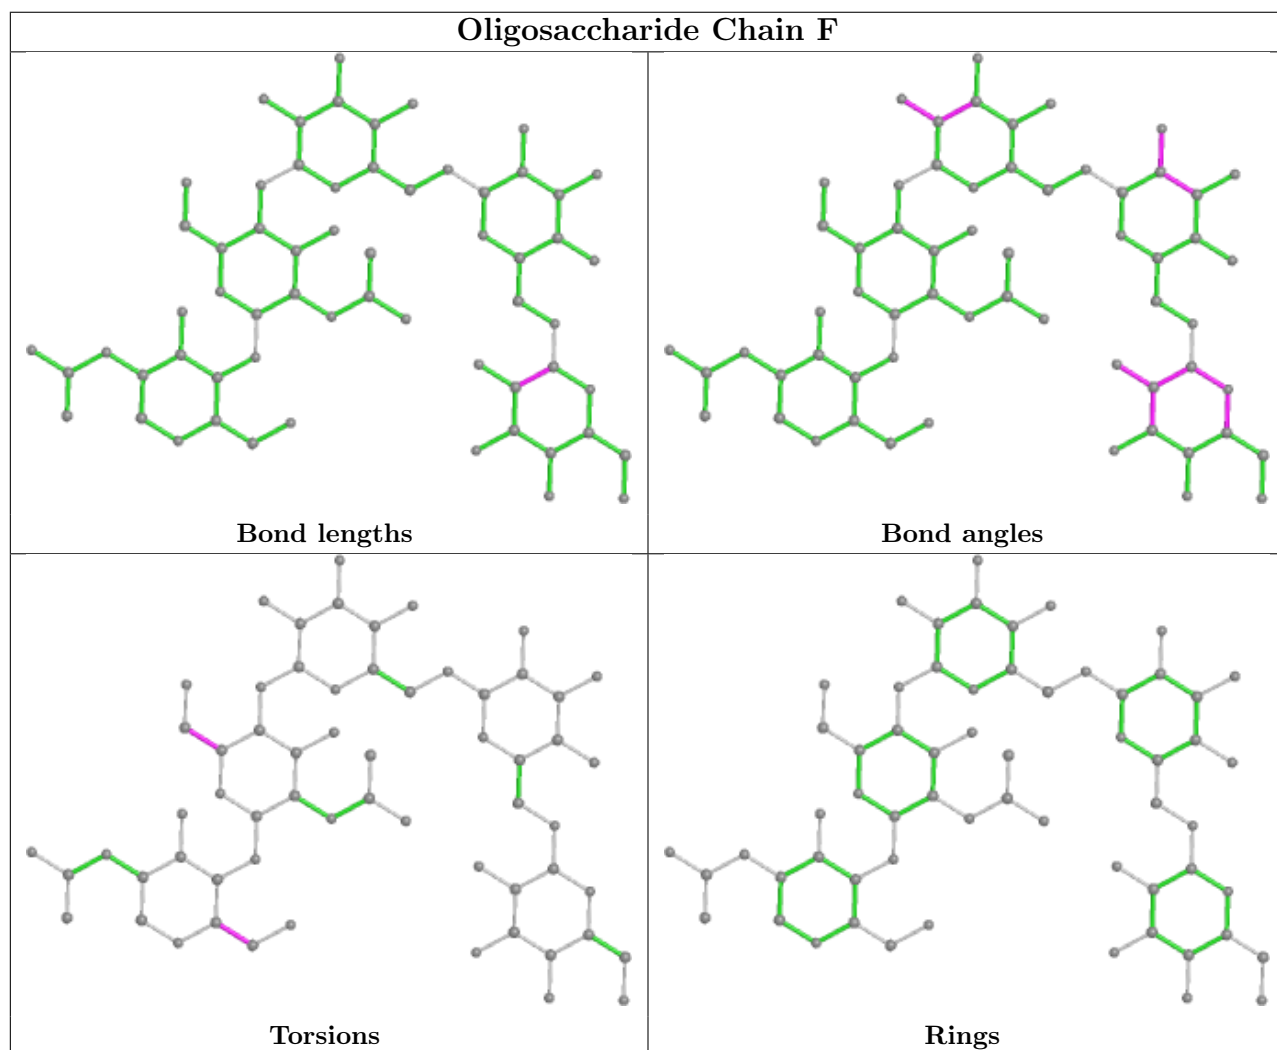 Oligosaccharide Chain F
Bond lengths
Bond angles
Torsions
Rings